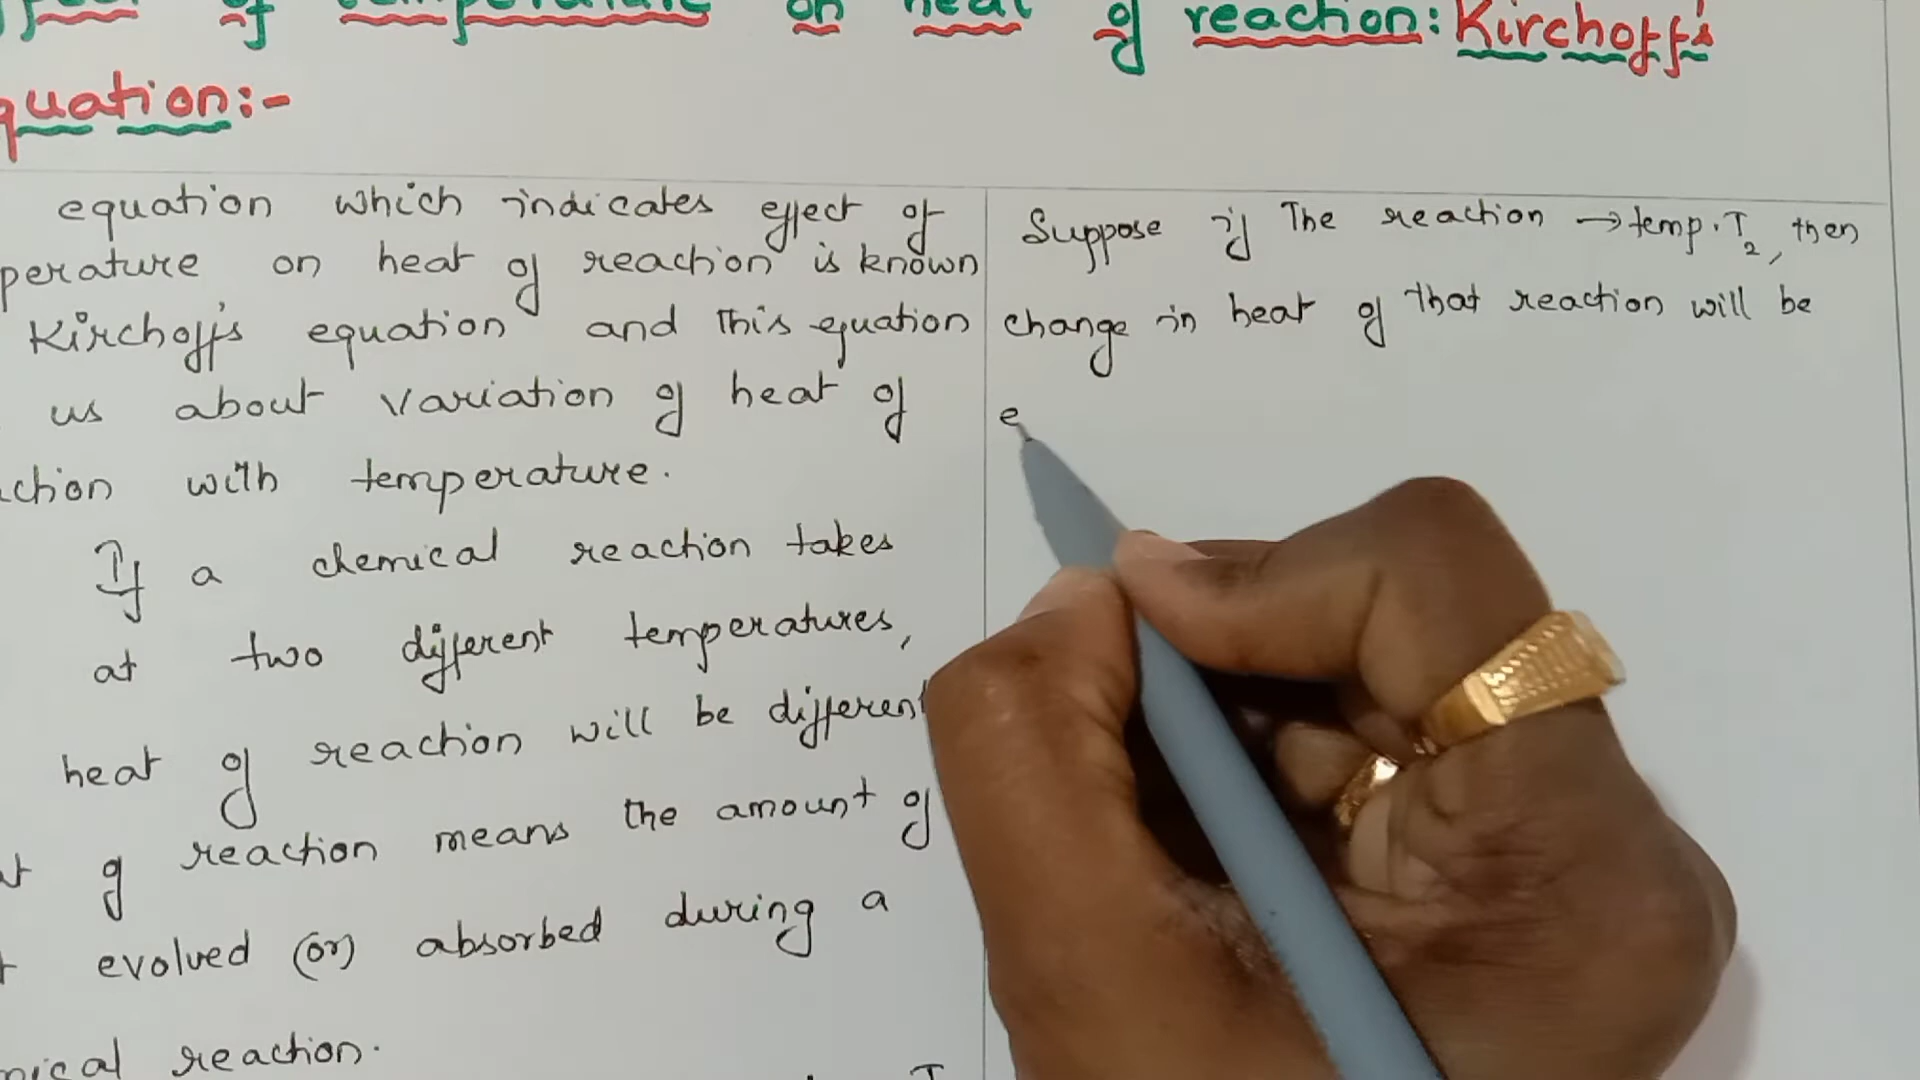 of temperature on heat of reaction: Kirchoff's
quation:-
equation which indicates effect of
perature on heat of reaction is known
Kirchoff's equation and this equation
us about variation of heat of
ction with temperature.
If a chemical reaction takes
at two different temperatures,
heat of reaction will be different
of reaction means the amount of
evolved (or) absorbed during a
mical reaction.
Suppose if The reaction → temp. T₂, then
change in heat of that reaction will be
e